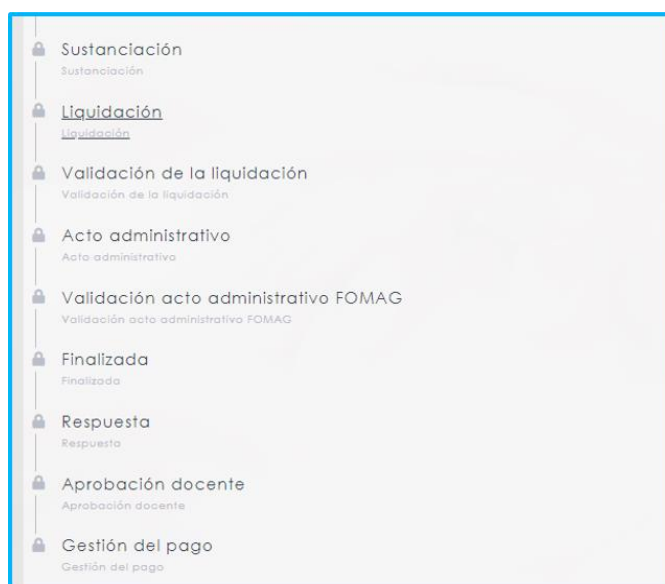 Sustanciación
Sustanciación
Liquidación
Liquidación
Validación de la liquidación
Validación de la liquidación
Acto administrativo
Acto administrativo
Validación acto administrativo FOMAG
Validación acto administrativo FOMAG
Finalizada
Finalizada
Respuesta
Respuesta
Aprobación docente
Aprobación docente
Gestión del pago
Gestión del pago